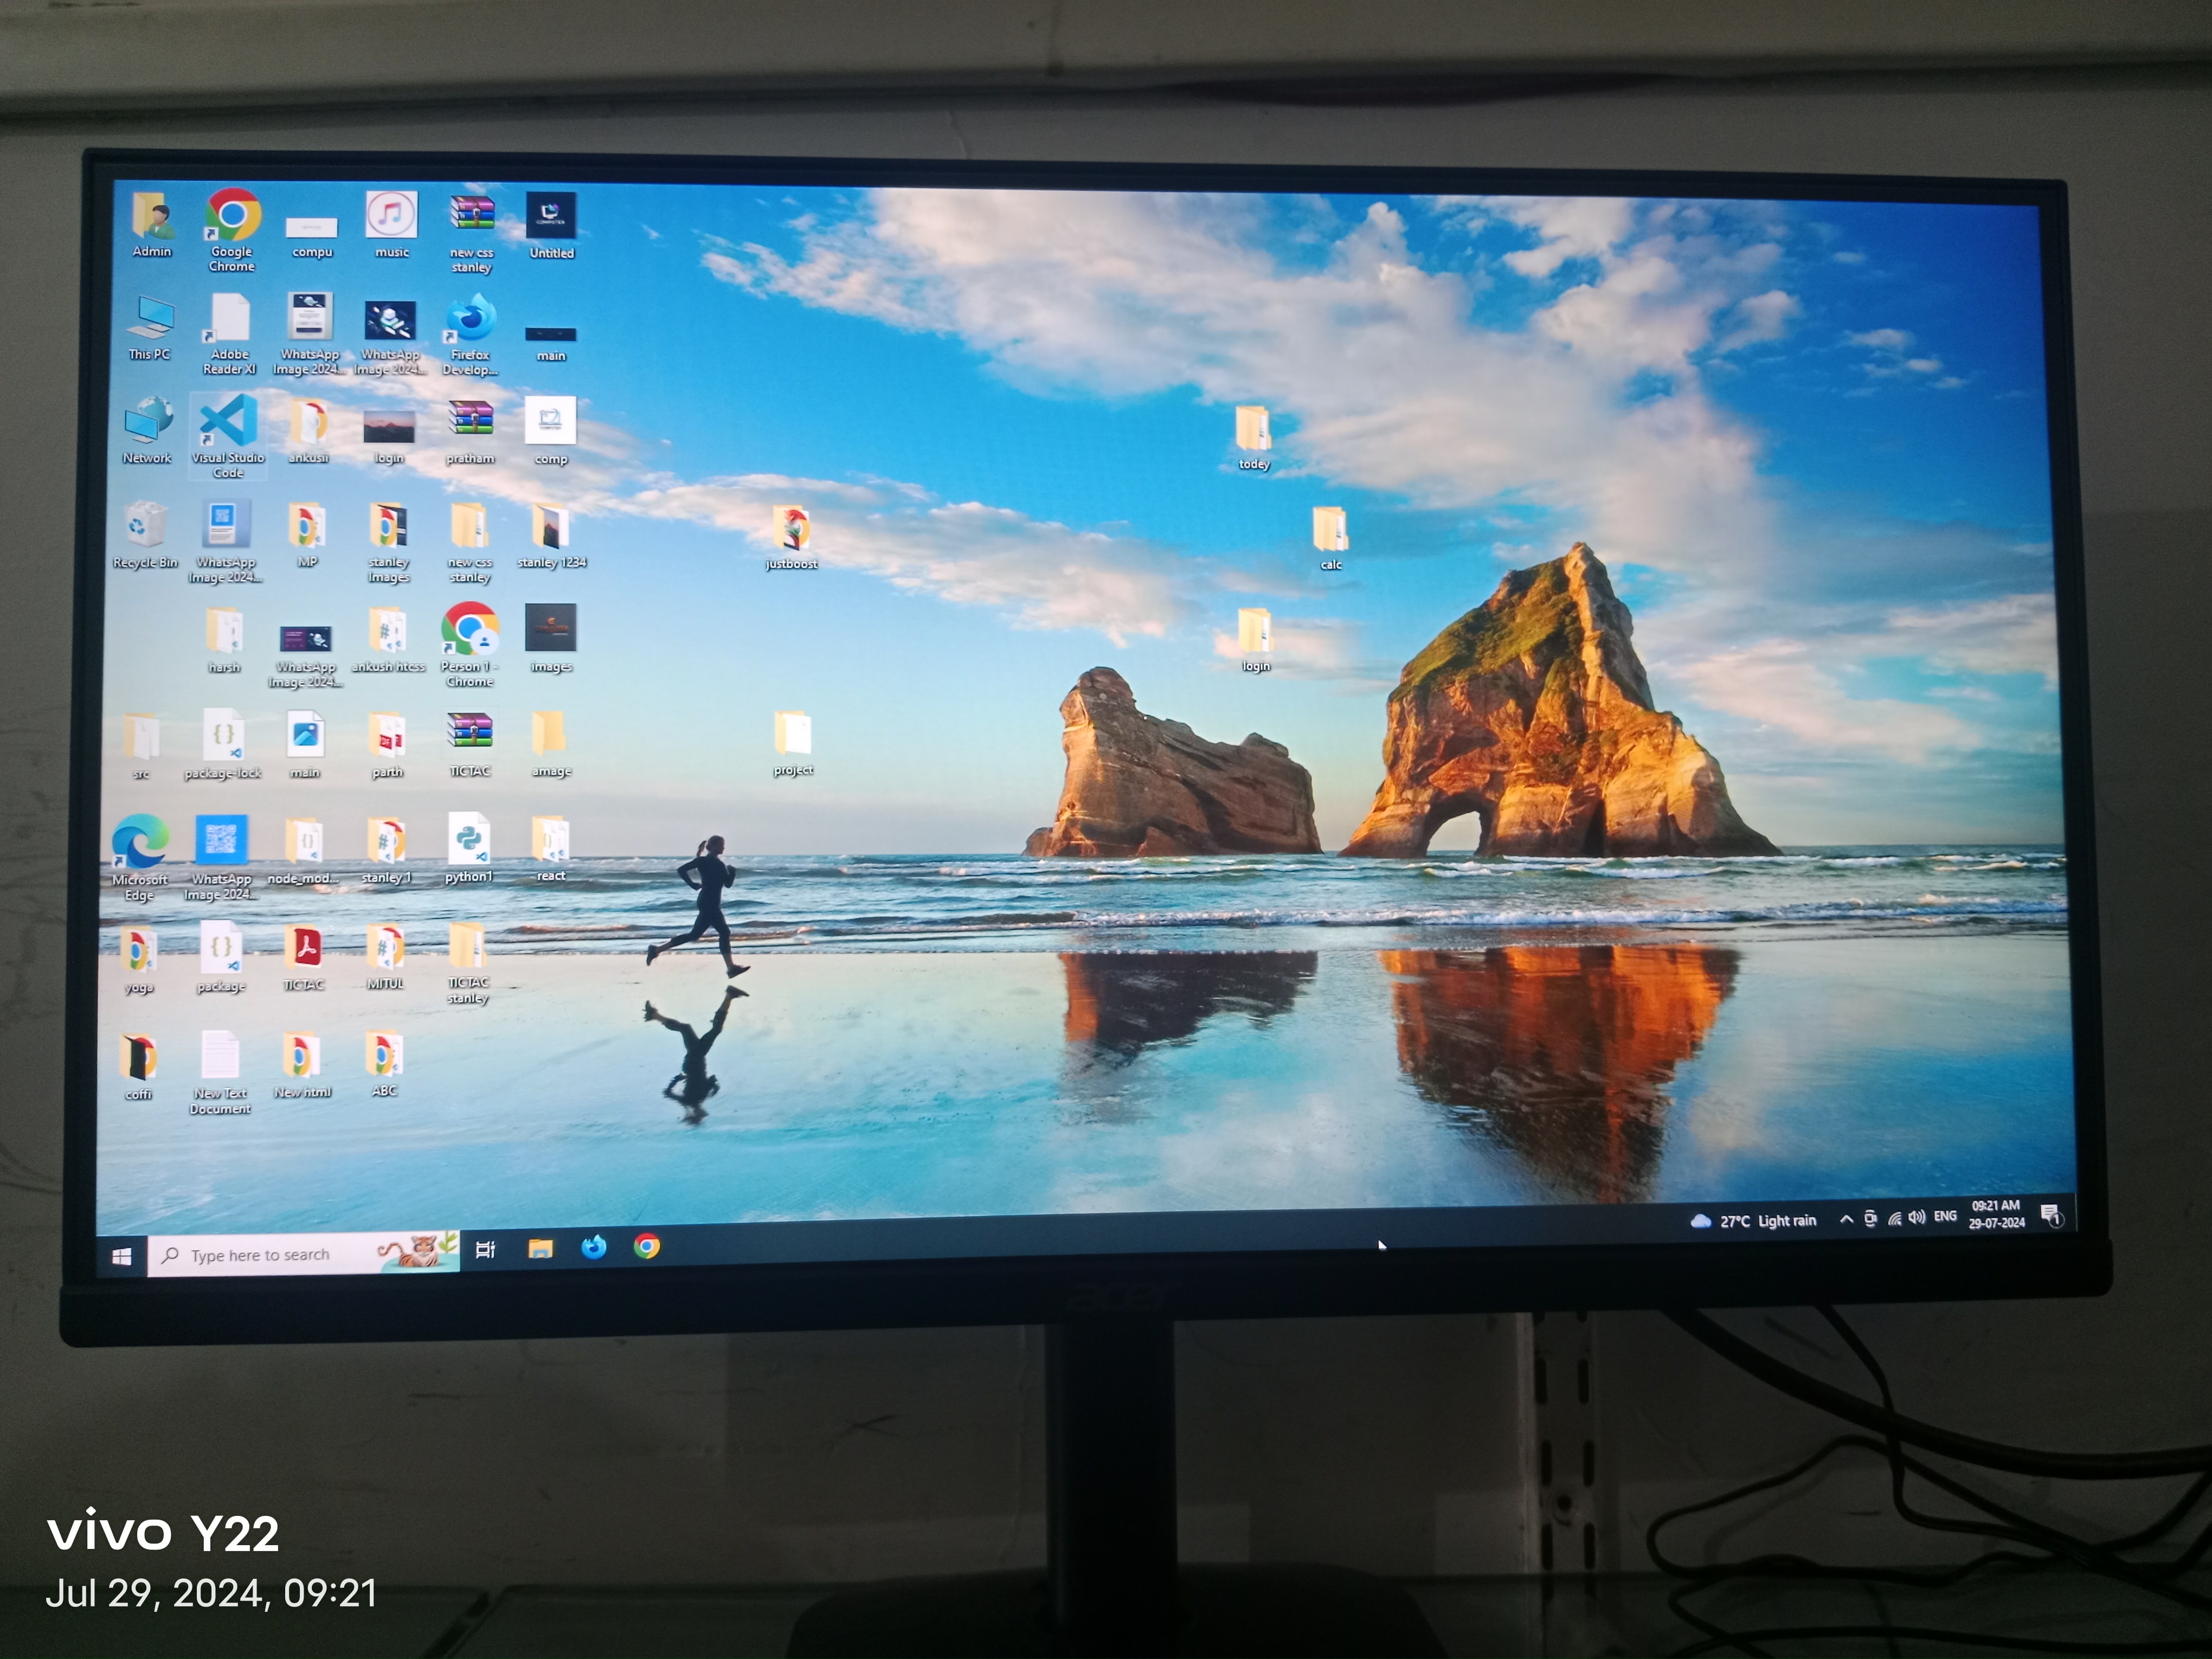 Admin
Google
Chrome
compu
music
new css
stanley
Untitled
This PC
Adobe
Reader XI
WhatsApp
Image 2024...
WhatsApp
Image 2024...
Firefox
Develop...
main
Network
Visual Studio
Code
ankusii
login
pratham
comp
todey
Recycle Bin
WhatsApp
Image 2024...
MP
stanley
images
new css
stanley
stanley 1234
justboost
calc
harsh
WhatsApp
Image 2024...
ankush htcss
Person 1 -
Chrome
images
login
src
package-lock
main
parth
TICTAC
amage
project
Microsoft
Edge
WhatsApp
Image 2024...
node_mod...
stanley 1
python1
react
yoga
package
TICTAC
MITUL
TICTAC
stanley
coffi
New Text
Document
New html
ABC
Type here to search
27°C Light rain
ENG
09:21 AM
29-07-2024
1
acer
vivo Y22
Jul 29, 2024, 09:21